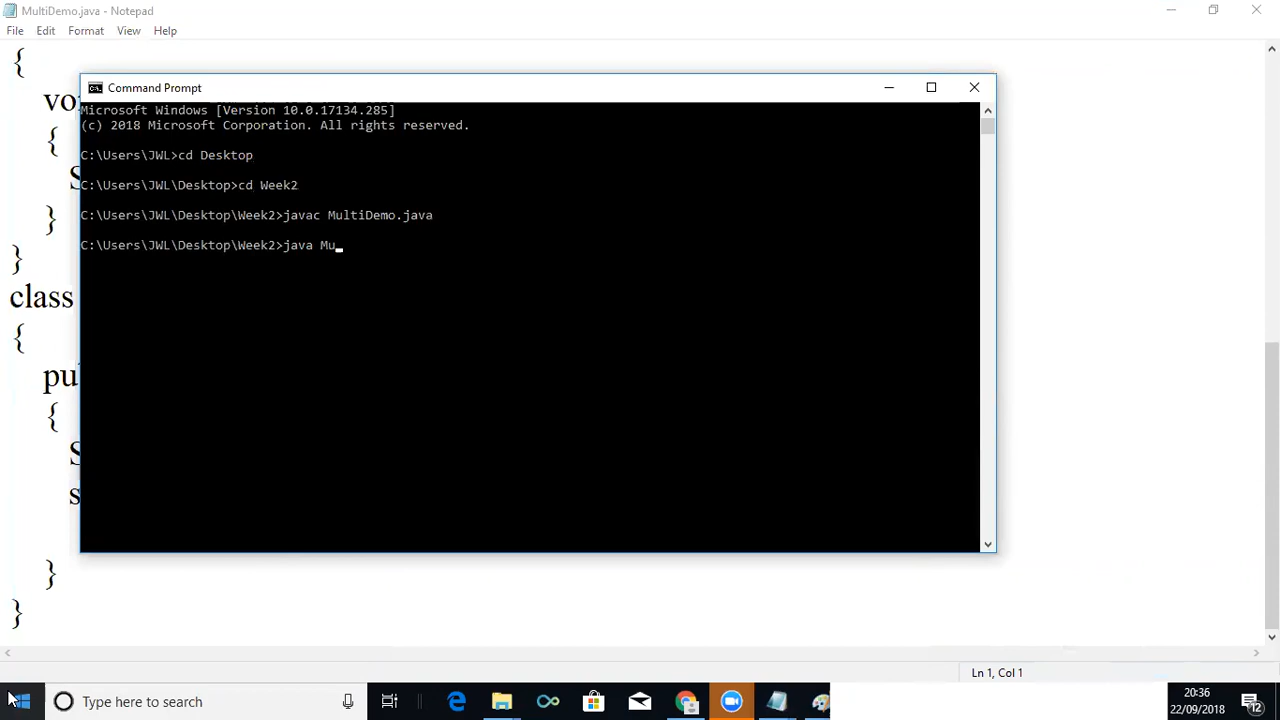 MultiDemo.java - Notepad
File Edit Format View Help
{
vo
{
S
}
}
class
{
pu
{
S
s
}
}
Command Prompt
Microsoft Windows [Version 10.0.17134.285]
(c) 2018 Microsoft Corporation. All rights reserved.
C:\Users\JWL>cd Desktop
C:\Users\JWL\Desktop>cd Week2
C:\Users\JWL\Desktop\Week2>javac MultiDemo.java
C:\Users\JWL\Desktop\Week2>java Mu_
Ln 1, Col 1
Type here to search
20:36
22/09/2018
12